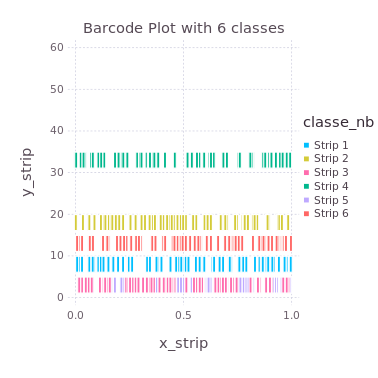 Barcode Plot with 6 classes
60
50
40
30
20
10
0
y_strip
0.0
0.5
1.0
x_strip
classe_nb
Strip 1
Strip 2
Strip 3
Strip 4
Strip 5
Strip 6